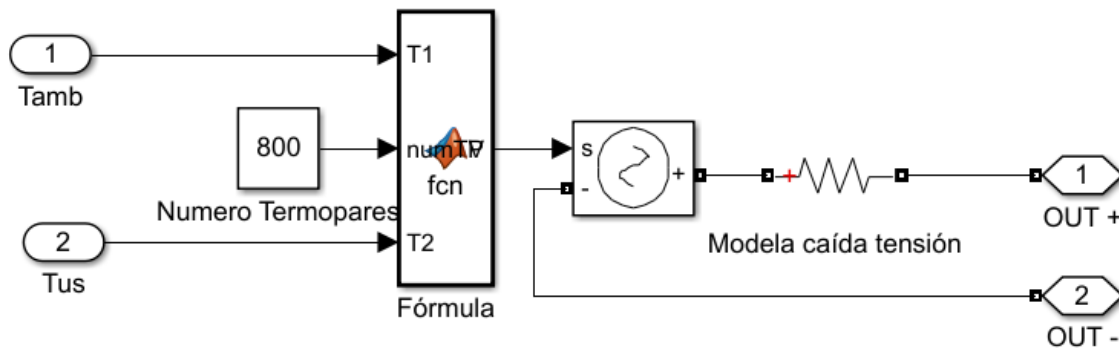 1
Tamb
T1
800
numTP
V
fcn
Numero Termopares
s
-
+
+
Modela caída tensión
1
OUT +
2
Tus
T2
Fórmula
2
OUT -